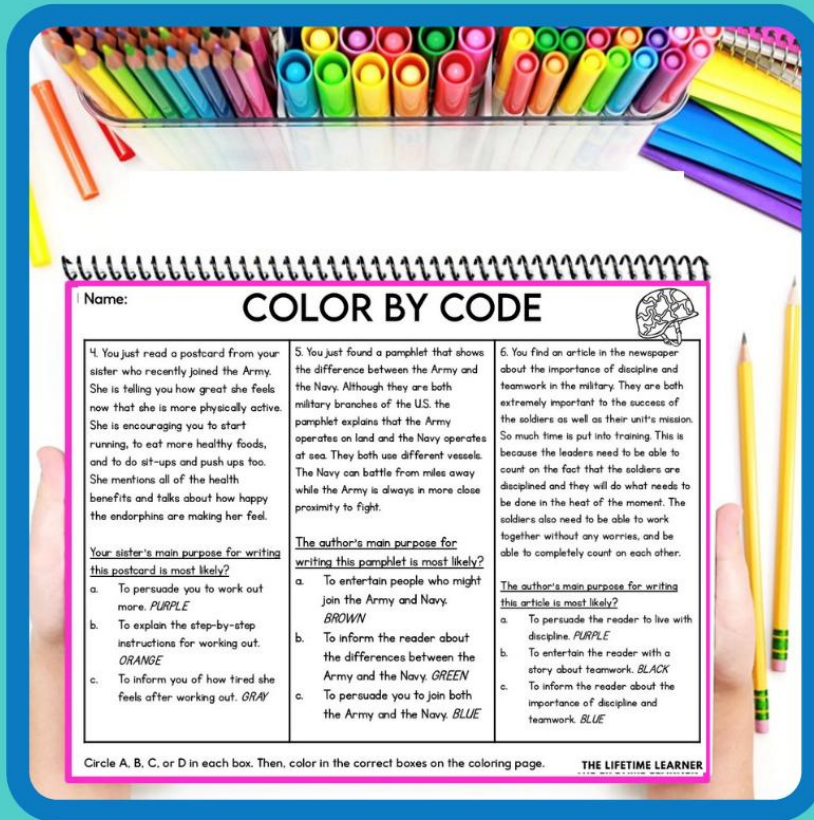 Name:
COLOR BY CODE
4. You just read a postcard from your
sister who recently joined the Army.
She is telling you how great she feels
now that she is more physically active.
She is encouraging you to start
running, to eat more healthy foods,
and to do sit-ups and push ups too.
She mentions all of the health
benefits and talks about how happy
the endorphins are making her feel.
Your sister's main purpose for writing
this postcard is most likely?
a. To persuade you to work out
more. PURPLE
b. To explain the step-by-step
instructions for working out.
ORANGE
c. To inform you of how tired she
feels after working out. GRAY
5. You just found a pamphlet that shows
the difference between the Army and
the Navy. Although they are both
military branches of the U.S. the
pamphlet explains that the Army
operates on land and the Navy operates
at sea. They both use different vessels.
The Navy can battle from miles away
while the Army is always in more close
proximity to fight.
The author's main purpose for
writing this pamphlet is most likely?
a. To entertain people who might
join the Army and Navy.
BROWN
b. To inform the reader about
the differences between the
Army and the Navy. GREEN
c. To persuade you to join both
the Army and the Navy. BLUE
6. You find an article in the newspaper
about the importance of discipline and
teamwork in the military. They are both
extremely important to the success of
the soldiers as well as their unit's mission.
So much time is put into training. This is
because the leaders need to be able to
count on the fact that the soldiers are
disciplined and they will do what needs to
be done in the heat of the moment. The
soldiers also need to be able to work
together without any worries, and be
able to completely count on each other.
The author's main purpose for writing
this article is most likely?
a. To persuade the reader to live with
discipline. PURPLE
b. To entertain the reader with a
story about teamwork. BLACK
c. To inform the reader about the
importance of discipline and
teamwork. BLUE
Circle A, B, C, or D in each box. Then, color in the correct boxes on the coloring page.
THE LIFETIME LEARNER